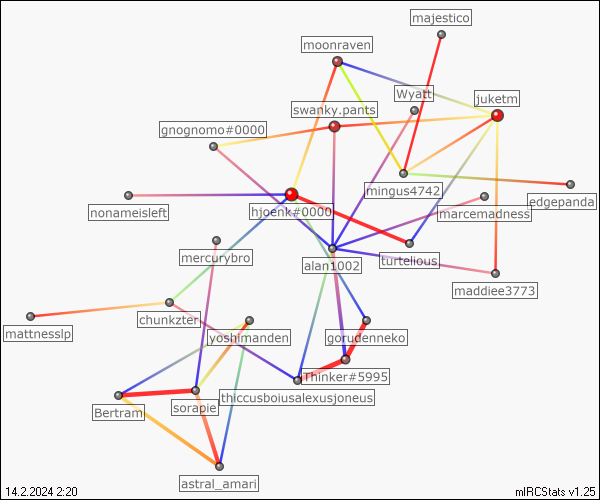 majestico
moonraven
Wyatt
juketm
swanky.pants
gnognomo#0000
mingus4742
edgepanda
nonameisleft
hjoenk#0000
marcemadness
mercurybro
alan1002
turtelious
maddiee3773
mattnesslp
chunkzter
yoshimanden
gorudenneko
Thinker#5995
thiccusboiusalexusjoneus
Bertram
sorapie
astral_amari
14.2.2024 2:20
mIRCStats v1.25